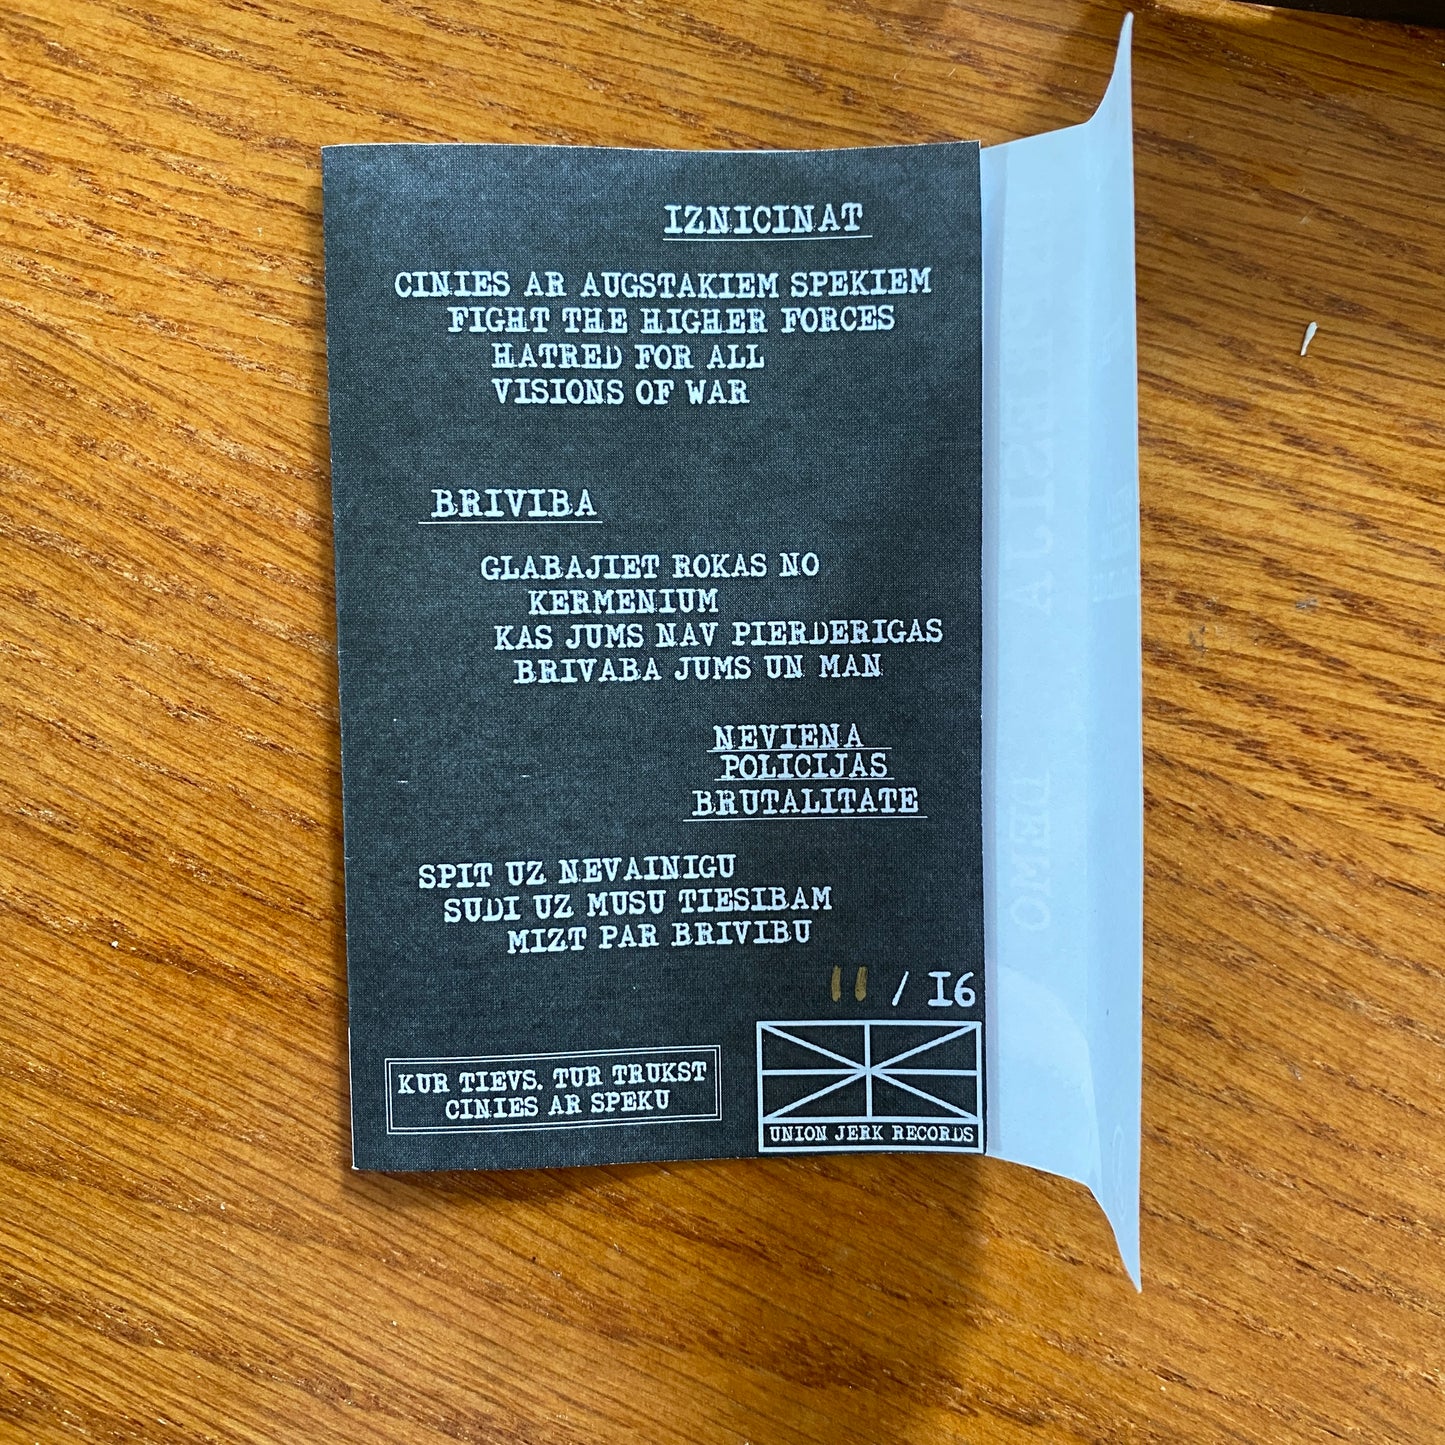 IZNICINAT
CINIES AR AUGSTAKIEM SPEKIEM
FIGHT THE HIGHER FORCES
HATRED FOR ALL
VISIONS OF WAR
BRIVIBA
GLABAJIET ROKAS NO
KERMENIUM
KAS JUMS NAV PIERDERIGAS
BRIVABA JUMS UN MAN
NEVIENA
POLICIJAS
BRUTALITATE
SPIT UZ NEVAINIGU
SUDI UZ MUSU TIESIBAM
MIZT PAR BRIVIBU
11 / 16
KUR TIEVS. TUR TRUKST
CINIES AR SPEKU
UNION JERK RECORDS
DEMO